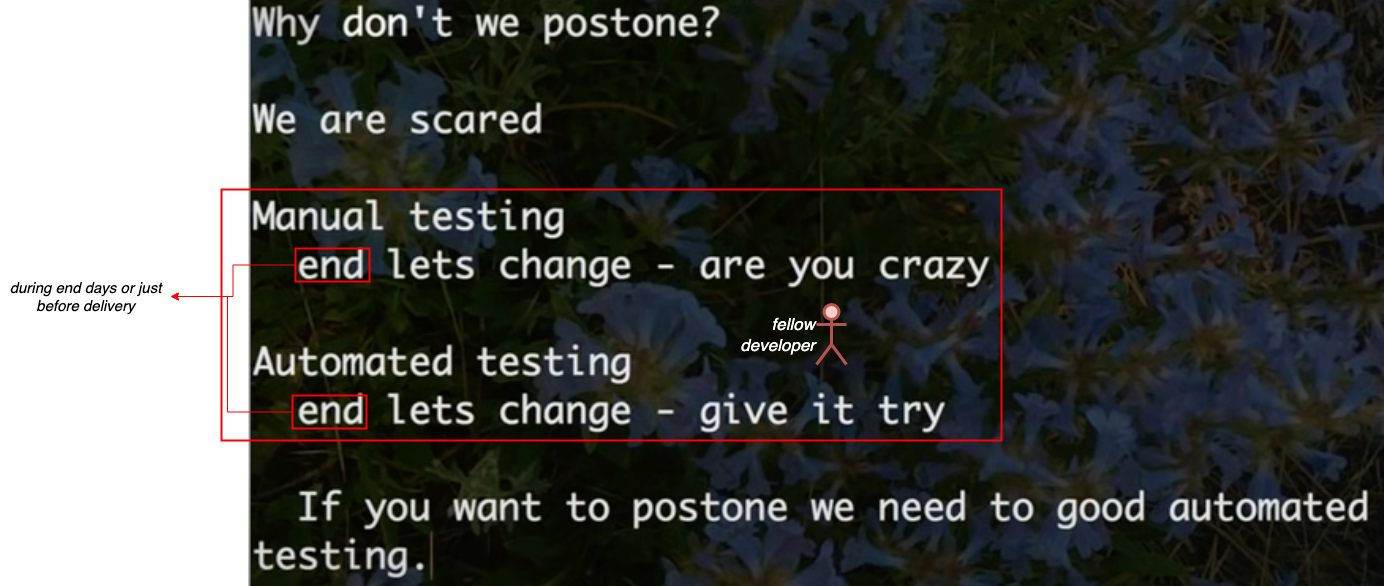 Why don't we postone?
We are scared
Manual testing
end lets change - are you crazy
during end days or just
before delivery
fellow
developer
Automated testing
end lets change - give it try
If you want to postone we need to good automated
testing.